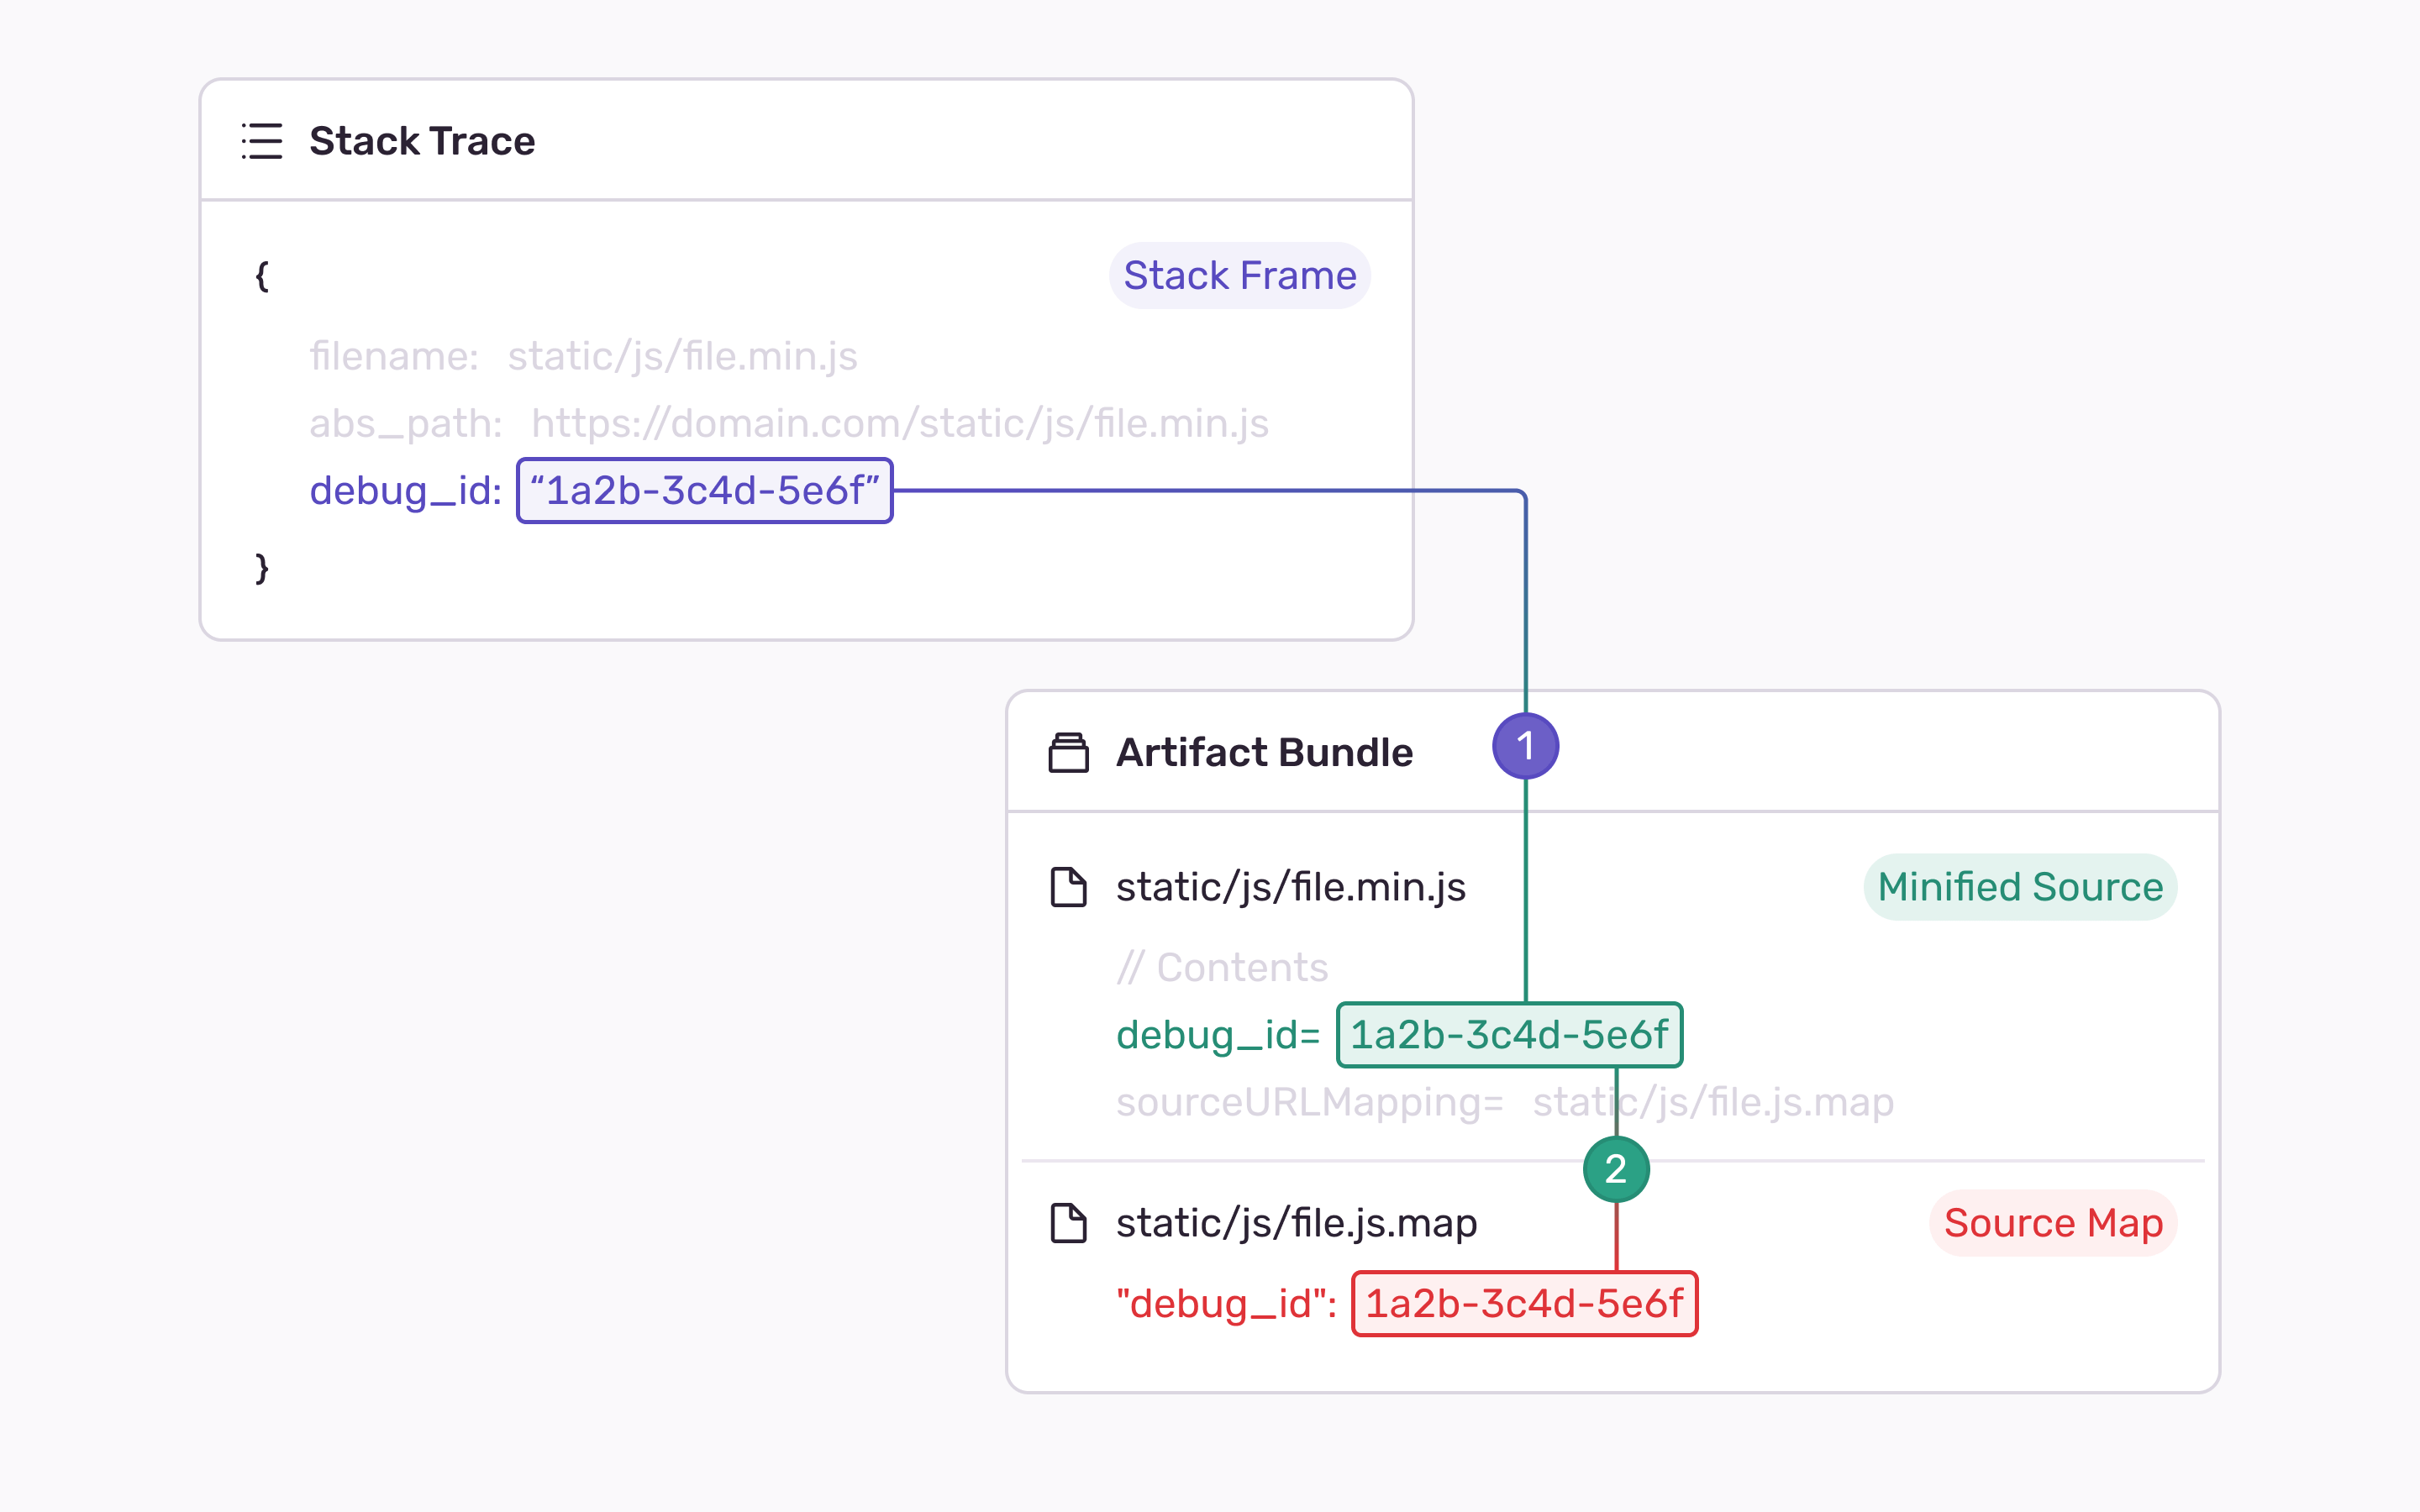 Stack Trace
{
Stack Frame
filename: static/js/file.min.js
abs_path: https://domain.com/static/js/file.min.js
debug_id: “1a2b-3c4d-5e6f”
}
Artifact Bundle
1
static/js/file.min.js
Mnified Source
// Contents
debug_id= 1a2b-3c4d-5e6f
sourceURLMapping= static/js/file.js.map
2
static/js/file.js.map
Source Map
"debug_id": 1a2b-3c4d-5e6f